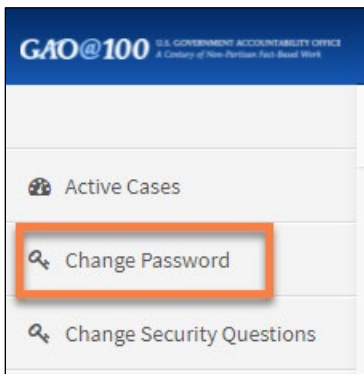 GAO@100 U.S. GOVERNMENT ACCOUNTABILITY OFFICE
A Century of Non-Partisan Fact-Based Work
Active Cases
Change Password
Change Security Questions